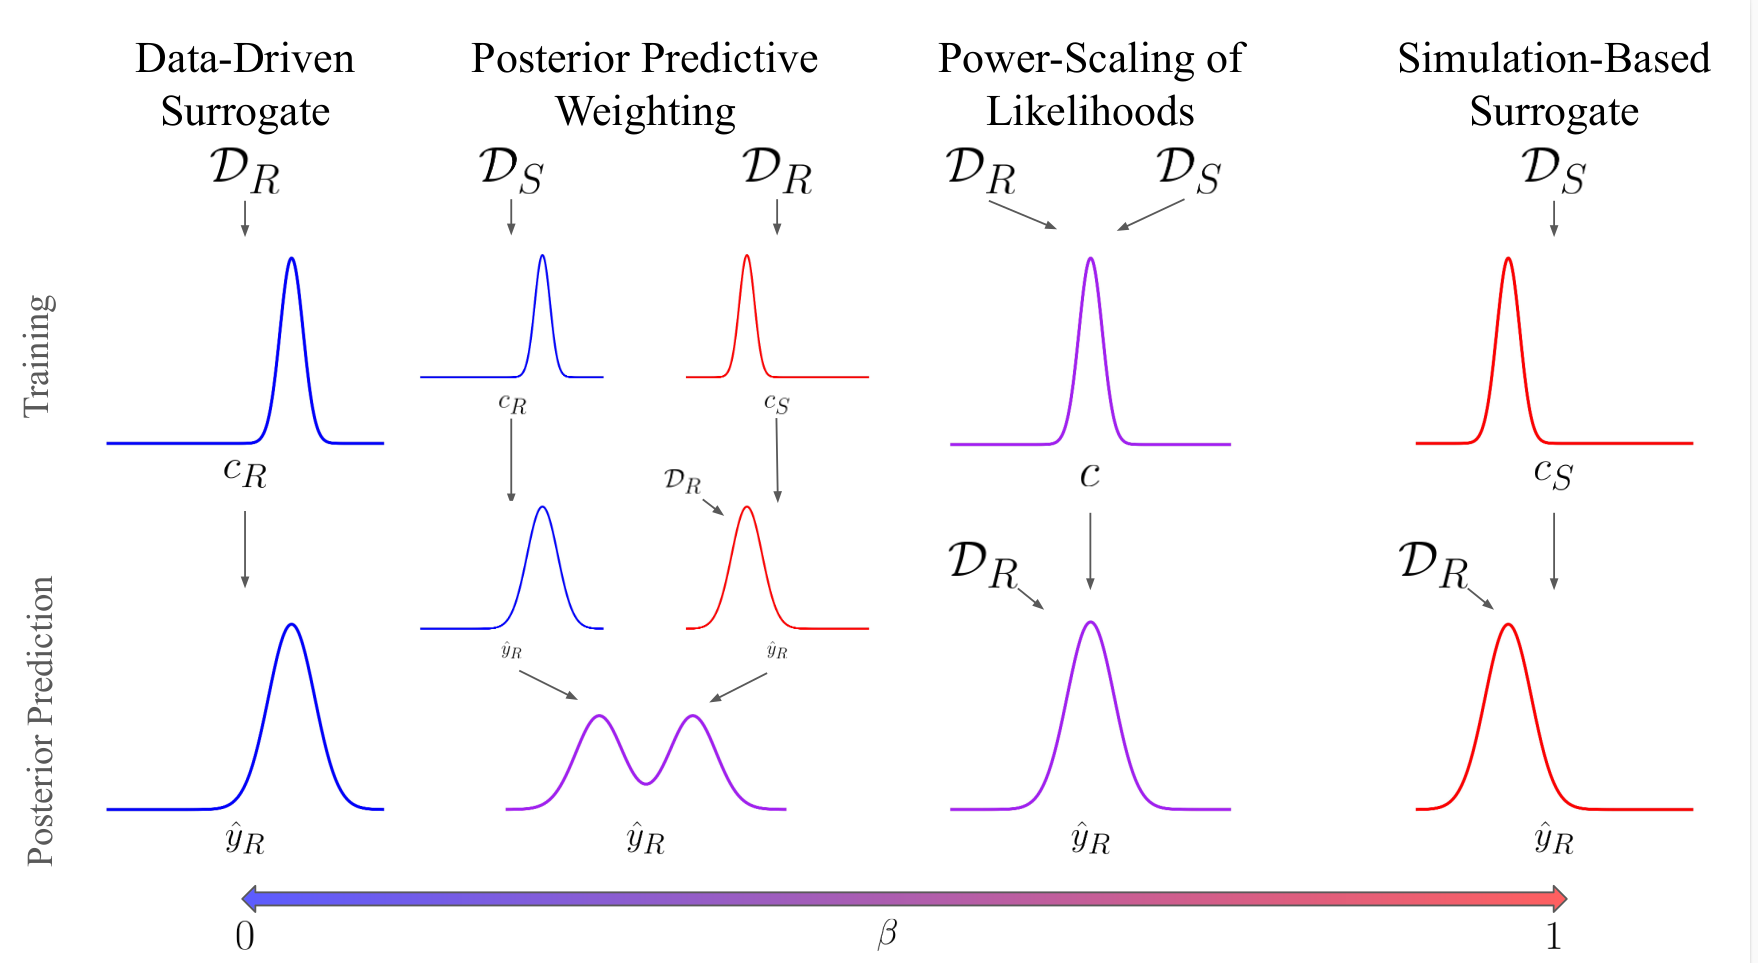 Data-Driven
Surrogate
Posterior Predictive
Weighting
Power-Scaling of
Likelihoods
Simulation-Based
Surrogate
𝒟_R
𝒟_S
𝒟_R
𝒟_R
𝒟_S
𝒟_S
Training
c_R
c_R
c_S
c
c_S
Posterior Prediction
𝒟_R
𝒟_R
𝒟_R
ŷ_R
ŷ_R
ŷ_R
ŷ_R
ŷ_R
ŷ_R
0
β
1